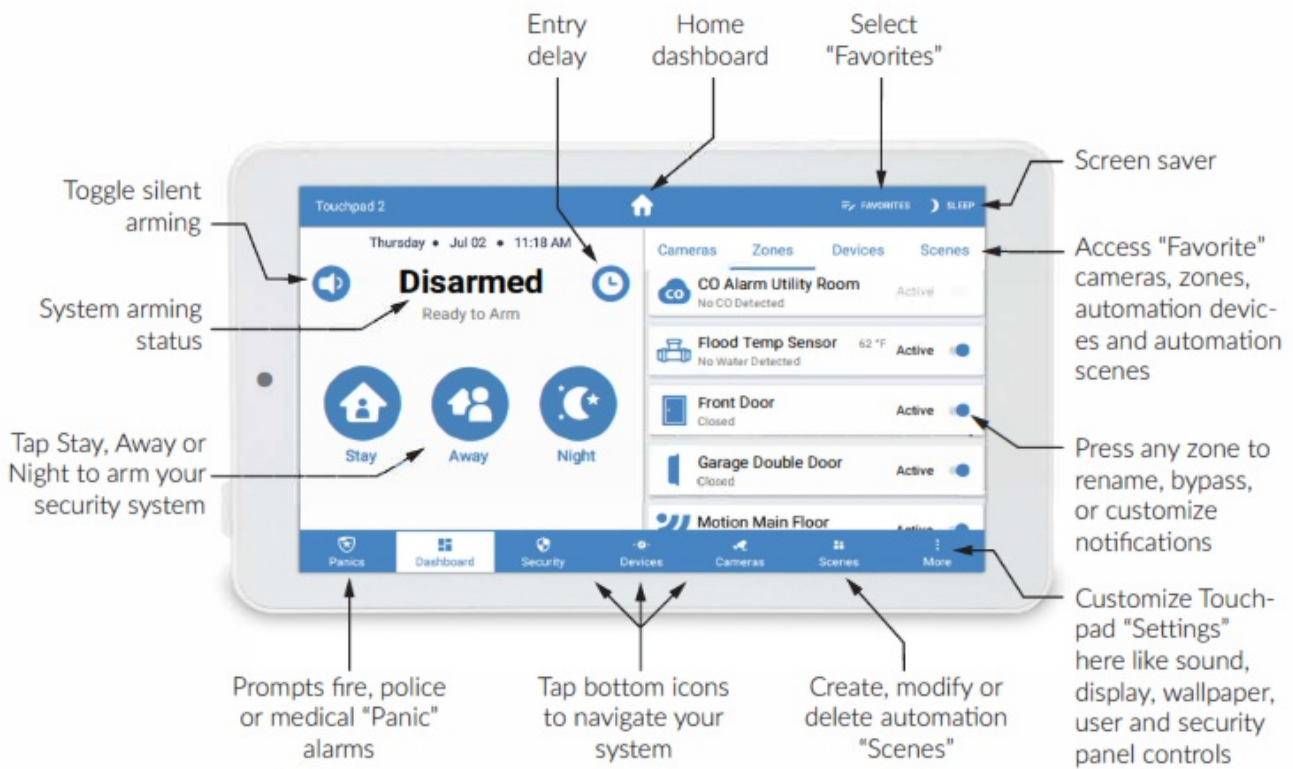 Entry
delay
Home
dashboard
Select
"Favorites"
Screen saver
Toggle silent
arming
Touchpad 2
FAVORITES
SLEEP
Thursday • Jul 02 • 11:18 AM
Cameras Zones Devices Scenes
Access "Favorite"
cameras, zones,
automation devic-
es and automation
scenes
System arming
status
Disarmed
Ready to Arm
CO
CO Alarm Utility Room
No CO Detected
Active
Flood Temp Sensor 62 °F Active
No Water Detected
Front Door
Closed
Active
Tap Stay, Away or
Night to arm your
security system
Stay
Away
Night
Garage Double Door
Closed
Active
Press any zone to
rename, bypass,
or customize
notifications
Motion Main Floor
Active
Panics
Dashboard
Security
Devices
Cameras
Scenes
More
Prompts fire, police
or medical "Panic"
alarms
Tap bottom icons
to navigate your
system
Create, modify or
delete automation
"Scenes"
Customize Touch-
pad "Settings"
here like sound,
display, wallpaper,
user and security
panel controls